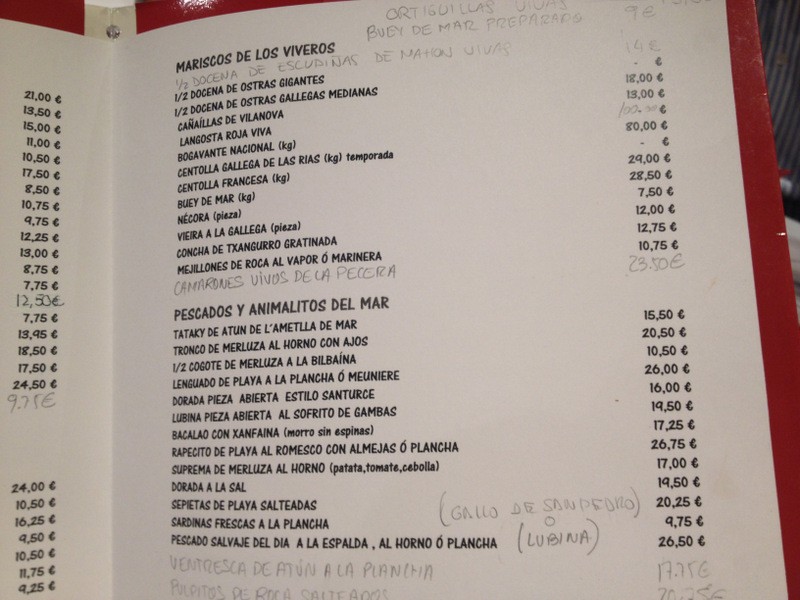 21,00 €
13,50 €
15,00 €
11,00 €
10,50 €
17,50 €
8,50 €
10,75 €
9,75 €
12,25 €
13,00 €
8,75 €
7,75 €
12,50€
7,75 €
13,95 €
18,50 €
17,50 €
24,50 €
9.75€
24,00 €
10,50 €
16,25 €
9,50 €
10,50 €
11,75 €
9,25 €
ORTIGUILLAS VIVAS
BUEY DE MAR PREPARADO 9€
MARISCOS DE LOS VIVEROS
1/2 DOCENA DE ESCUPIÑAS DE MAHON VIVAS 14€
1/2 DOCENA DE OSTRAS GIGANTES - €
1/2 DOCENA DE OSTRAS GALLEGAS MEDIANAS 18,00 €
CAÑAÍLLAS DE VILANOVA 13,00 €
LANGOSTA ROJA VIVA €
BOGAVANTE NACIONAL (kg) 80,00 €
CENTOLLA GALLEGA DE LAS RIAS (kg) temporada - €
CENTOLLA FRANCESA (kg) 29,00 €
BUEY DE MAR (kg) 28,50 €
NÉCORA (pieza) 7,50 €
VIEIRA A LA GALLEGA (pieza) 12,00 €
CONCHA DE TXANGURRO GRATINADA 12,75 €
MEJILLONES DE ROCA AL VAPOR Ó MARINERA 10,75 €
CAMARONES VIVOS DE LA PECERA 23.50€
PESCADOS Y ANIMALITOS DEL MAR
TATAKY DE ATUN DE L'AMETLLA DE MAR 15,50 €
TRONCO DE MERLUZA AL HORNO CON AJOS 20,50 €
1/2 COGOTE DE MERLUZA A LA BILBAÍNA 10,50 €
LENGUADO DE PLAYA A LA PLANCHA Ó MEUNIERE 26,00 €
DORADA PIEZA ABIERTA ESTILO SANTURCE 16,00 €
LUBINA PIEZA ABIERTA AL SOFRITO DE GAMBAS 19,50 €
BACALAO CON XANFAINA (morro sin espinas) 17,25 €
RAPECITO DE PLAYA AL ROMESCO CON ALMEJAS Ó PLANCHA 26,75 €
SUPREMA DE MERLUZA AL HORNO (patata,tomate,cebolla) 17,00 €
DORADA A LA SAL 19,50 €
SEPIETAS DE PLAYA SALTEADAS 20,25 €
(GALLO DE SAN PEDRO)
SARDINAS FRESCAS A LA PLANCHA Ó 9,75 €
PESCADO SALVAJE DEL DIA A LA ESPALDA , AL HORNO Ó PLANCHA (LUBINA) 26,50 €
VENTRESCA DE ATÚN A LA PLANCHA 17.75€
PULPITOS DE ROCA SALTEADOS 20.25€